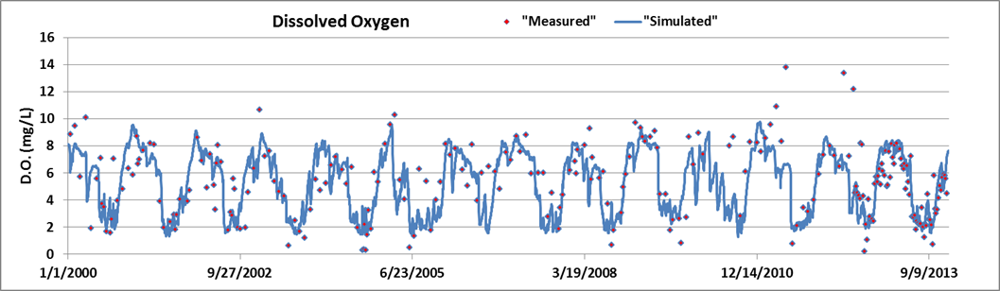 Dissolved Oxygen
"Measured" "Simulated"
D.O. (mg/L)
16
14
12
10
8
6
4
2
0
1/1/2000 9/27/2002 6/23/2005 3/19/2008 12/14/2010 9/9/2013